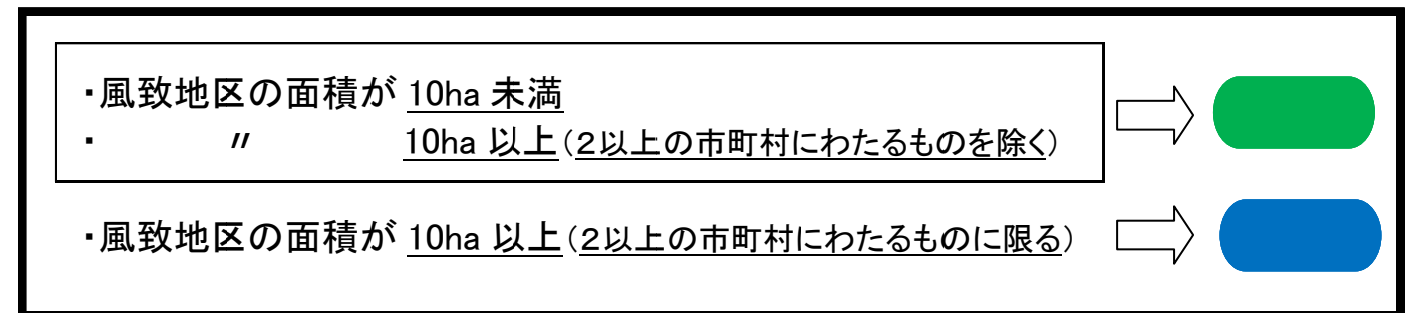 ・風致地区の面積が 10ha 未満
・　　〃　　10ha 以上（２以上の市町村にわたるものを除く）
・風致地区の面積が 10ha 以上（２以上の市町村にわたるものに限る）